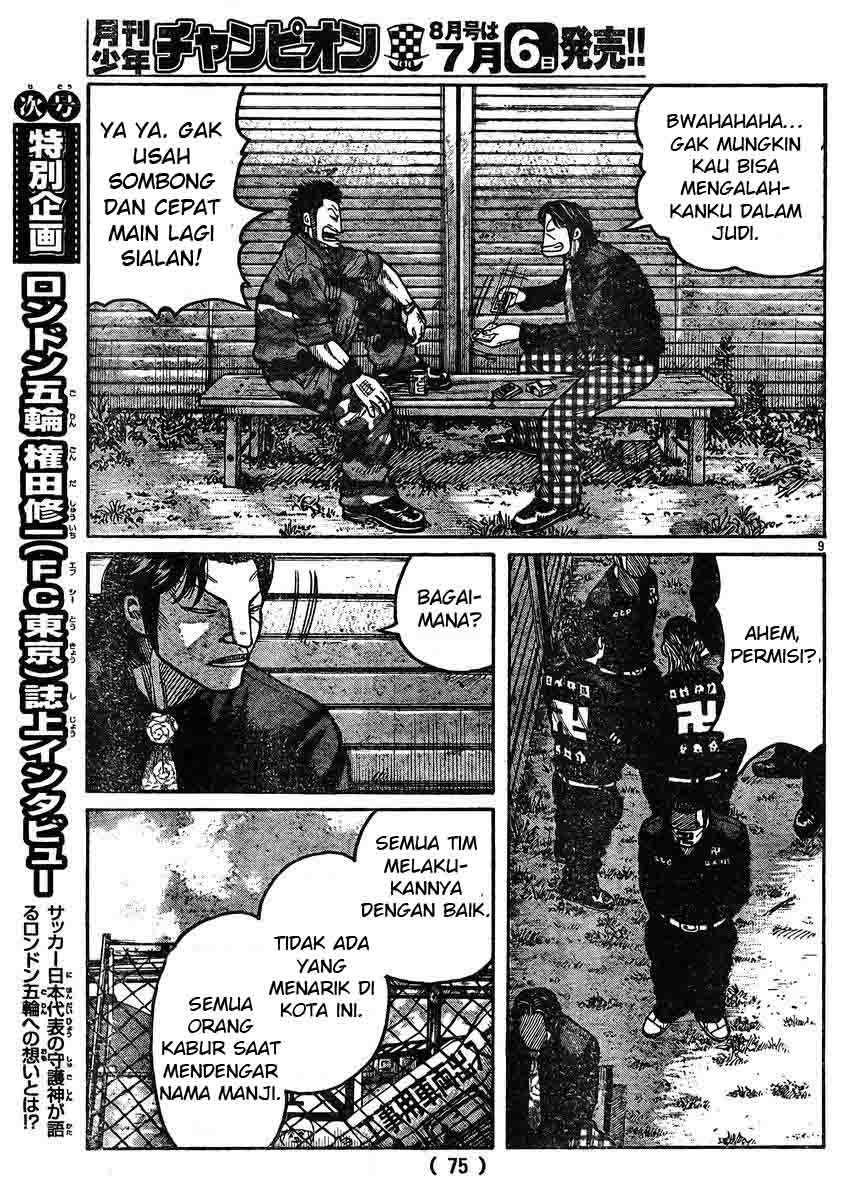 月刊
少年
チャンピオン
8月号は
7月6日発売!!
次号
特別企画
ロンドン五輪 権田修一(FC東京)誌上インタビュー
サッカー日本代表の守護神が語
るロンドン五輪への想いとは!?
BWAHAHAHA...
GAK MUNGKIN
KAU BISA
MENGALAH-
KANKU DALAM
JUDI.
YA YA. GAK
USAH
SOMBONG
DAN CEPAT
MAIN LAGI
SIALAN!
9
AHEM,
PERMISI?
卍
卍
BAGAI-
MANA?
SEMUA TIM
MELAKU-
KANNYA
DENGAN BAIK.
TIDAK ADA
YANG
MENARIK DI
KOTA INI.
SEMUA
ORANG
KABUR SAAT
MENDENGAR
NAMA MANJI.
( 75 )